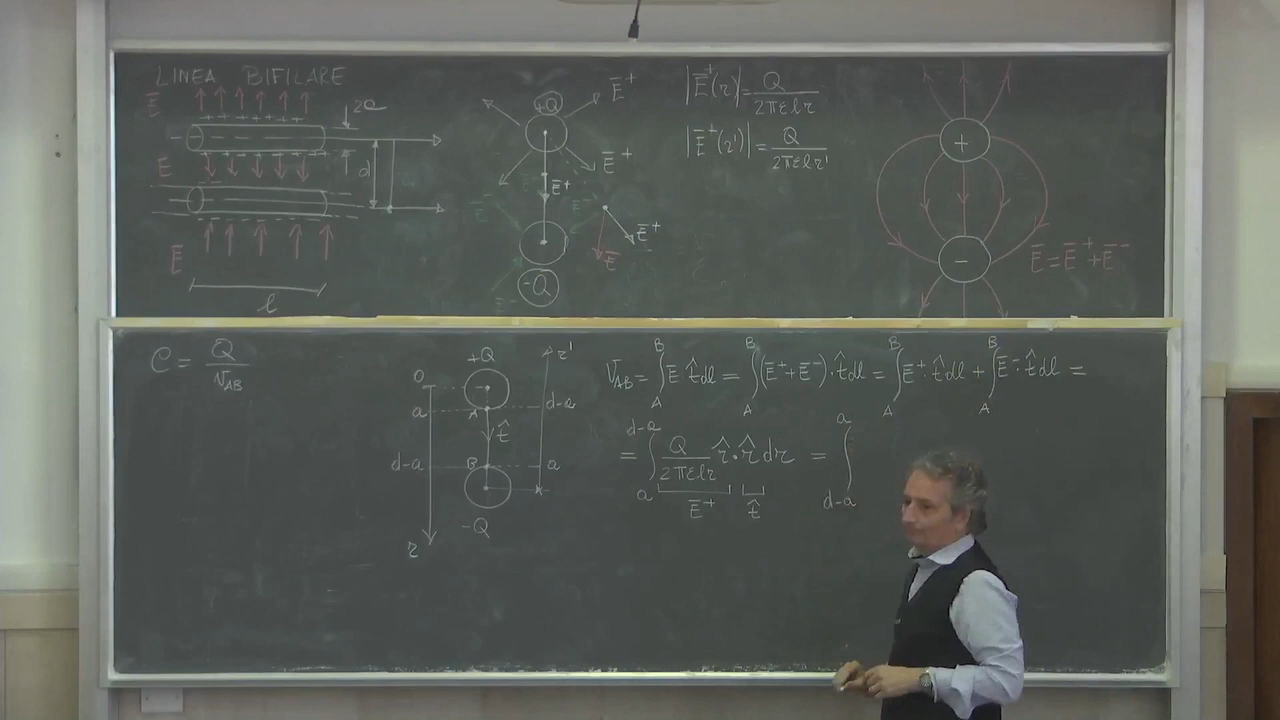 LINEA BIFILARE
E̅
2a
E
d
E̅
l
+Q
E̅⁺
E̅⁺
E̅⁺
E̅⁺
E̅
-Q
|E̅⁺(r)| = Q / 2πεlr
|E̅⁺(r')| = Q / 2πεlr'
+
-
E̅ = E̅⁺ + E̅⁻
C = Q / V_AB
+Q
r'
0
a
A
d-a
t̂
d-a
B
a
-Q
r
V_AB = ∫_A^B E̅·t̂ dl = ∫_A^B (E̅⁺+E̅⁻)·t̂ dl = ∫_A^B E̅⁺·t̂ dl + ∫_A^B E̅⁻·t̂ dl =
= ∫_a^{d-a} Q / 2πεlr r̂·r̂ dr = ∫_{d-a}^a
E̅⁺ t̂